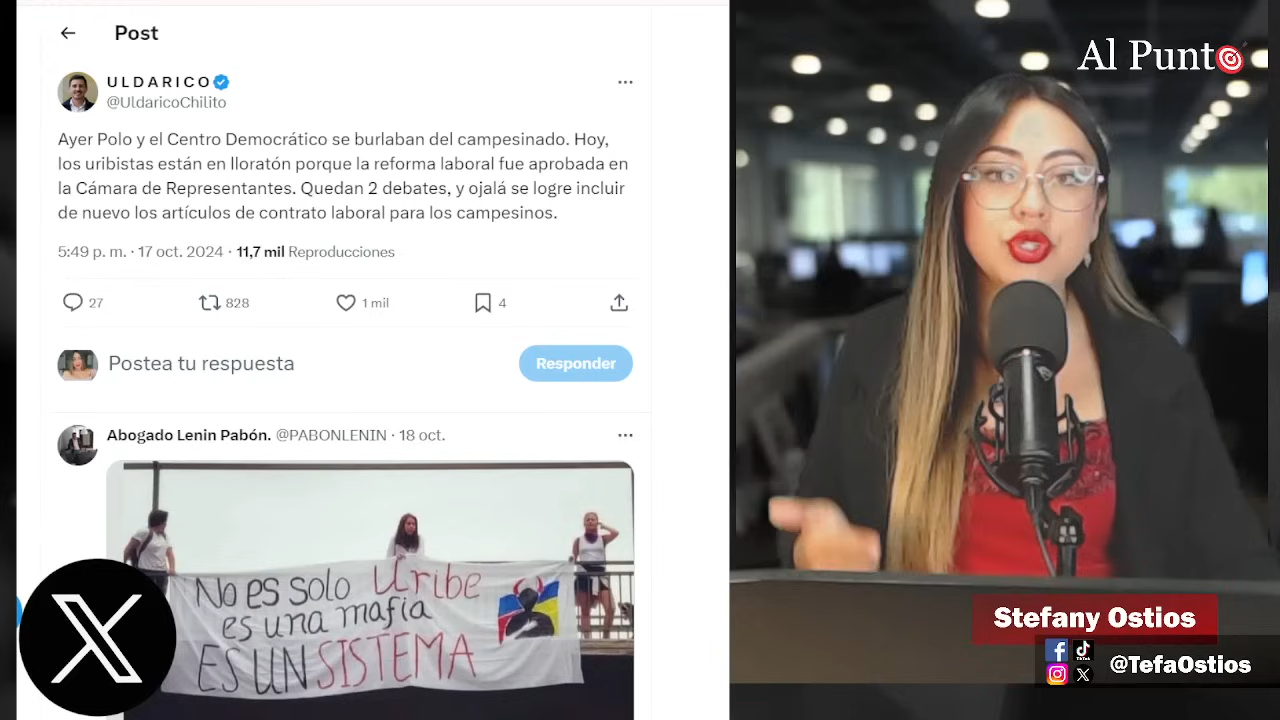 Post
ULDARICO
@UldaricoChilito
Ayer Polo y el Centro Democrático se burlaban del campesinado. Hoy,
los uribistas están en lloratón porque la reforma laboral fue aprobada en
la Cámara de Representantes. Quedan 2 debates, y ojalá se logre incluir
de nuevo los artículos de contrato laboral para los campesinos.
5:49 p. m. · 17 oct. 2024 · 11,7 mil Reproducciones
27 828 1 mil 4
Postea tu respuesta
Responder
Abogado Lenin Pabón. @PABONLENIN · 18 oct.
No es solo Uribe
es una mafia
ES UN SISTEMA
X
Al Punto
Stefany Ostios
@TefaOstios